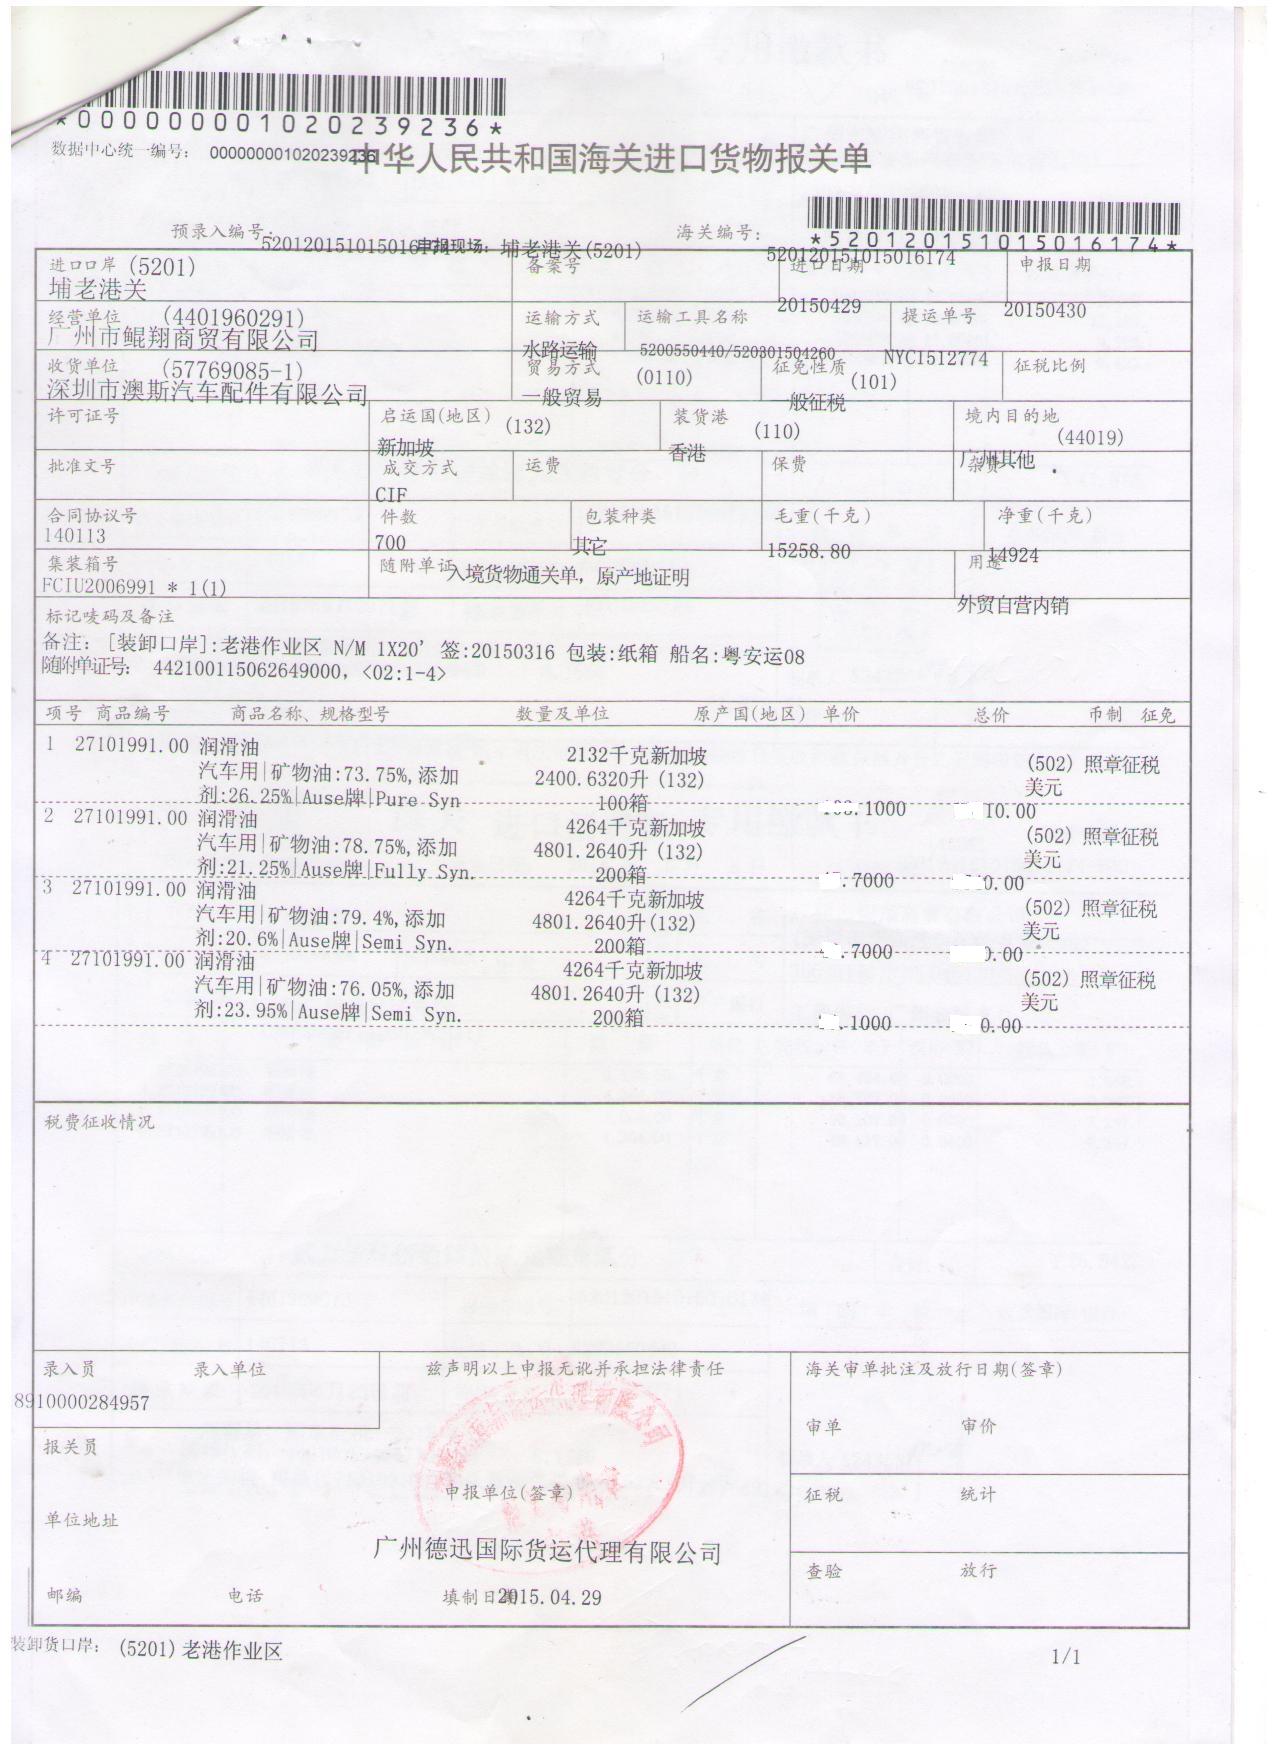 *000000001020239236*
数据中心统一编号: 000000001020239236
中华人民共和国海关进口货物报关单
预录入编号: 申报现场: 埔老港关(5201) 海关编号:
*520120151015016174*
520120151015016174
进口口岸 (5201) 备案号 进口日期 申报日期
埔老港关 20150429 20150430
经营单位 (4401960291) 运输方式 运输工具名称 提运单号
广州市鲲翔商贸有限公司 水路运输 5200550440/520301504260 NYC1512774
收货单位 (57769085-1) 贸易方式 (0110) 征免性质 (101) 征税比例
深圳市澳斯汽车配件有限公司 一般贸易 一般征税
许可证号 启运国(地区) (132) 装货港 (110) 境内目的地 (44019)
新加坡 香港 广州其他
批准文号 成交方式 运费 保费 杂费
CIF
合同协议号 件数 包装种类 毛重(千克) 净重(千克)
140113 700 其它 15258.80 14924
集装箱号 随附单证 用途
FCIU2006991 * 1(1) 入境货物通关单, 原产地证明 外贸自营内销
标记唛码及备注
备注: [装卸口岸]:老港作业区 N/M 1X20' 签:20150316 包装:纸箱 船名:粤安运08
随附单证号: 442100115062649000, <02:1-4>
项号 商品编号 商品名称、规格型号 数量及单位 原产国(地区) 单价 总价 币制 征免
1 27101991.00 润滑油 2132千克新加坡 (502) 照章征税
汽车用|矿物油:73.75%,添加 2400.6320升 (132) 美元
剂:26.25%|Ause牌|Pure Syn 100箱 .1000 10.00
2 27101991.00 润滑油 4264千克新加坡 (502) 照章征税
汽车用|矿物油:78.75%,添加 4801.2640升 (132) 美元
剂:21.25%|Ause牌|Fully Syn. 200箱 .7000 0.00
3 27101991.00 润滑油 4264千克新加坡 (502) 照章征税
汽车用|矿物油:79.4%,添加 4801.2640升 (132) 美元
剂:20.6%|Ause牌|Semi Syn. 200箱 .7000 0.00
4 27101991.00 润滑油 4264千克新加坡 (502) 照章征税
汽车用|矿物油:76.05%,添加 4801.2640升 (132) 美元
剂:23.95%|Ause牌|Semi Syn. 200箱 .1000 0.00
税费征收情况
录入员 录入单位 兹声明以上申报无讹并承担法律责任 海关审单批注及放行日期(签章)
8910000284957
审单 审价
报关员
申报单位(签章) 征税 统计
单位地址
广州德迅国际货运代理有限公司
查验 放行
邮编 电话 填制日期 2015.04.29
装卸货口岸: (5201) 老港作业区 1/1